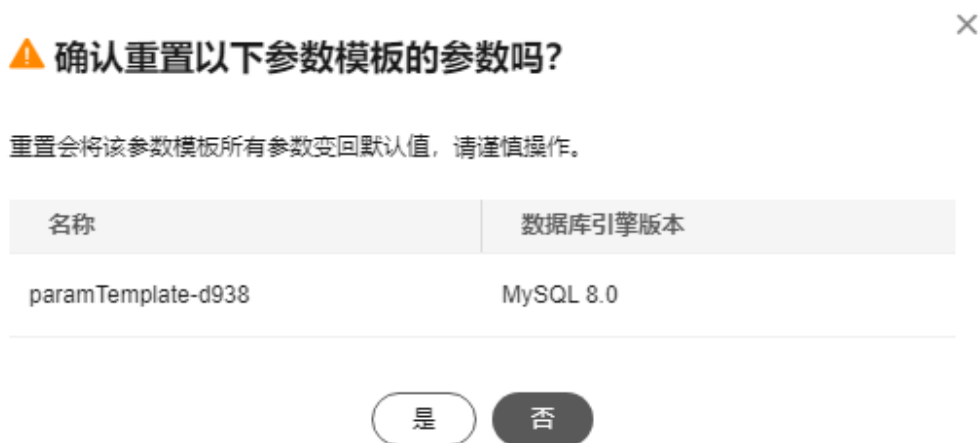 确认重置以下参数模板的参数吗?
重置会将该参数模板所有参数变回默认值，请谨慎操作。
名称 数据库引擎版本
paramTemplate-d938 MySQL 8.0
是 否